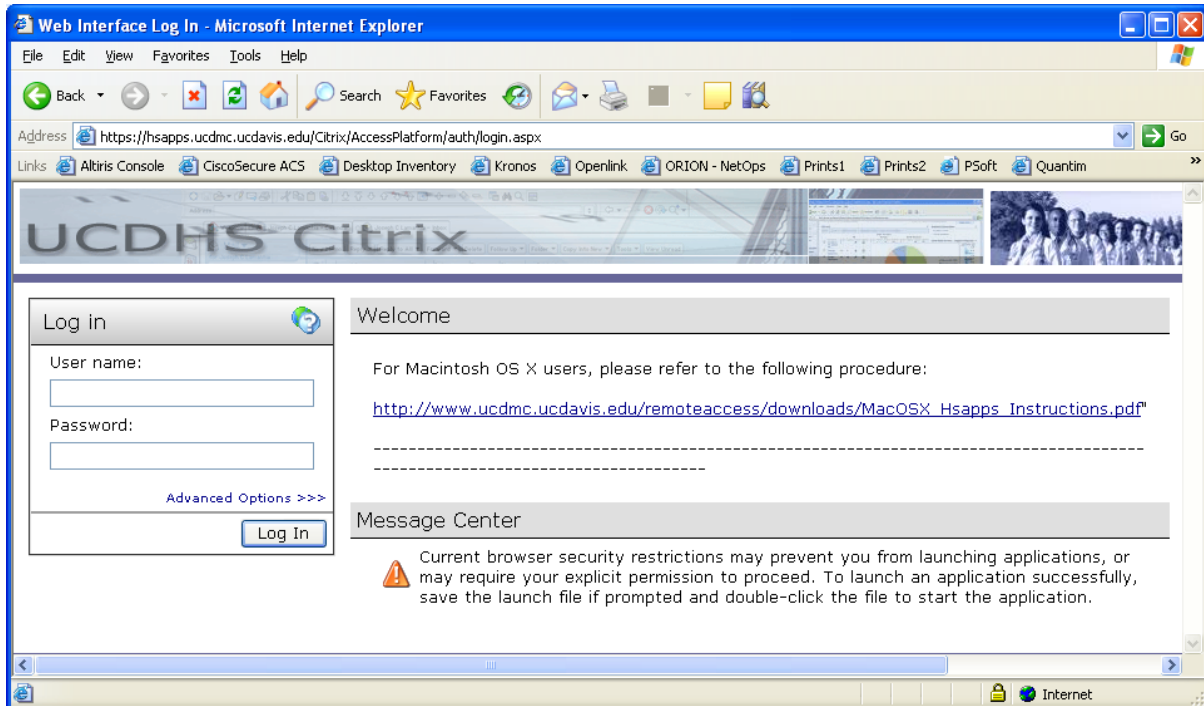 Web Interface Log In - Microsoft Internet Explorer
File Edit View Favorites Tools Help
Back Search Favorites
Address https://hsapps.ucdmc.ucdavis.edu/Citrix/AccessPlatform/auth/login.aspx Go
Links Altiris Console CiscoSecure ACS Desktop Inventory Kronos Openlink ORION - NetOps Prints1 Prints2 PSoft Quantim »
UCDHS Citrix
Log in
User name:
Password:
Advanced Options >>>
Log In
Welcome
For Macintosh OS X users, please refer to the following procedure:
http://www.ucdmc.ucdavis.edu/remoteaccess/downloads/MacOSX_Hsapps_Instructions.pdf"
----------------------------------------------------------------------------------------
--------------------------------------
Message Center
Current browser security restrictions may prevent you from launching applications, or
may require your explicit permission to proceed. To launch an application successfully,
save the launch file if prompted and double-click the file to start the application.
Internet